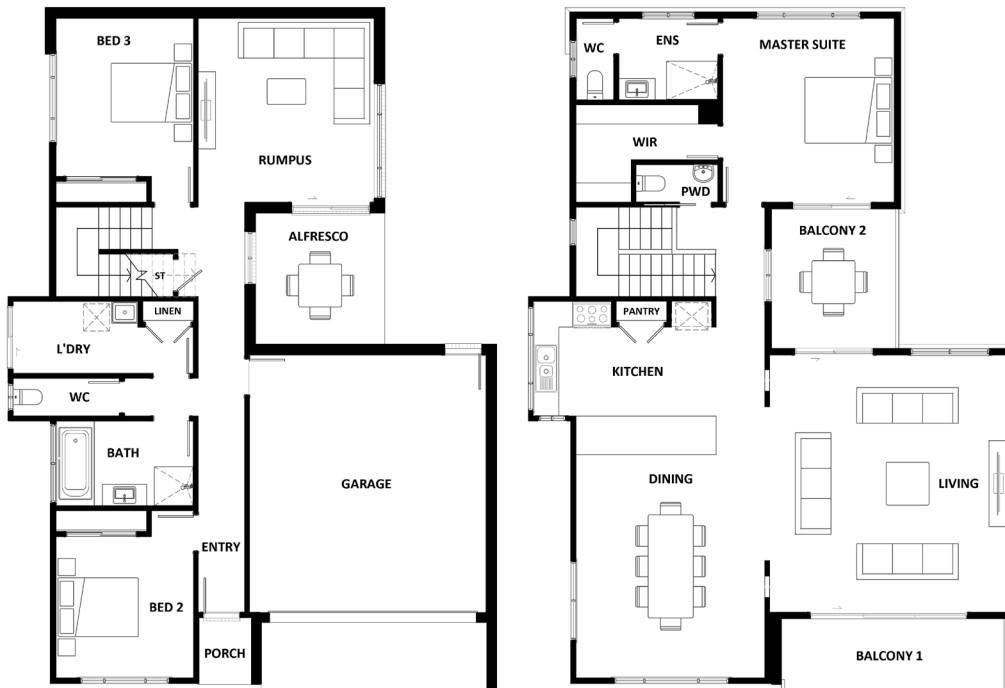 BED 3
RUMPUS
ALFRESCO
ST
LINEN
L'DRY
WC
BATH
GARAGE
ENTRY
BED 2
PORCH
WC
ENS
MASTER SUITE
WIR
PWD
BALCONY 2
PANTRY
KITCHEN
DINING
LIVING
BALCONY 1